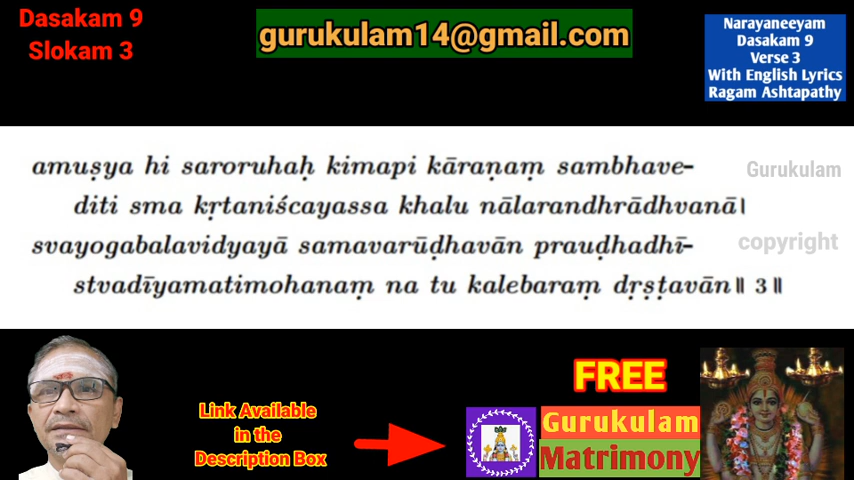 Dasakam 9
Slokam 3
gurukulam14@gmail.com
Narayaneeyam
Dasakam 9
Verse 3
With English Lyrics
Ragam Ashtapathy
amuṣya hi saroruhaḥ kimapi kāraṇaṃ sambhave-
diti sma kṛtaniścayassa khalu nālarandhrādhvanā।
svayogabalavidyayā samavarūḍhavān prauḍhadhī-
stvadīyamatimohanaṃ na tu kalebaraṃ dṛṣṭavān॥ 3॥
Gurukulam
copyright
Link Available
in the
Description Box
FREE
Gurukulam
Matrimony